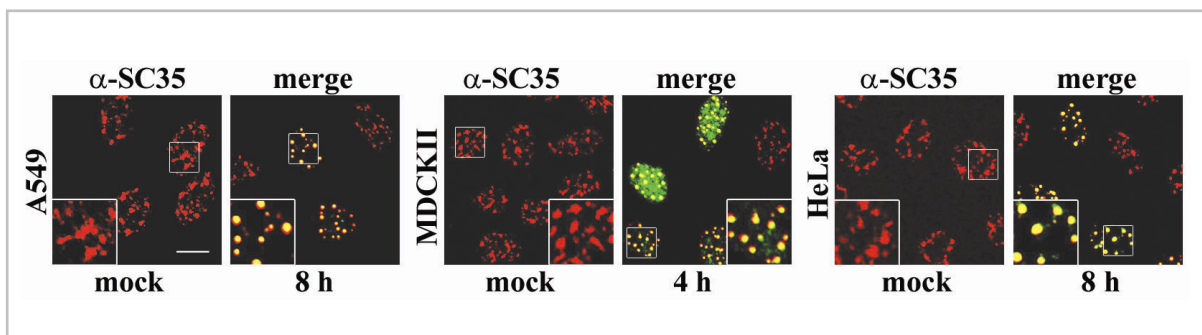 α-SC35 merge α-SC35 merge α-SC35 merge
A549
MDCKII
HeLa
mock 8 h mock 4 h mock 8 h